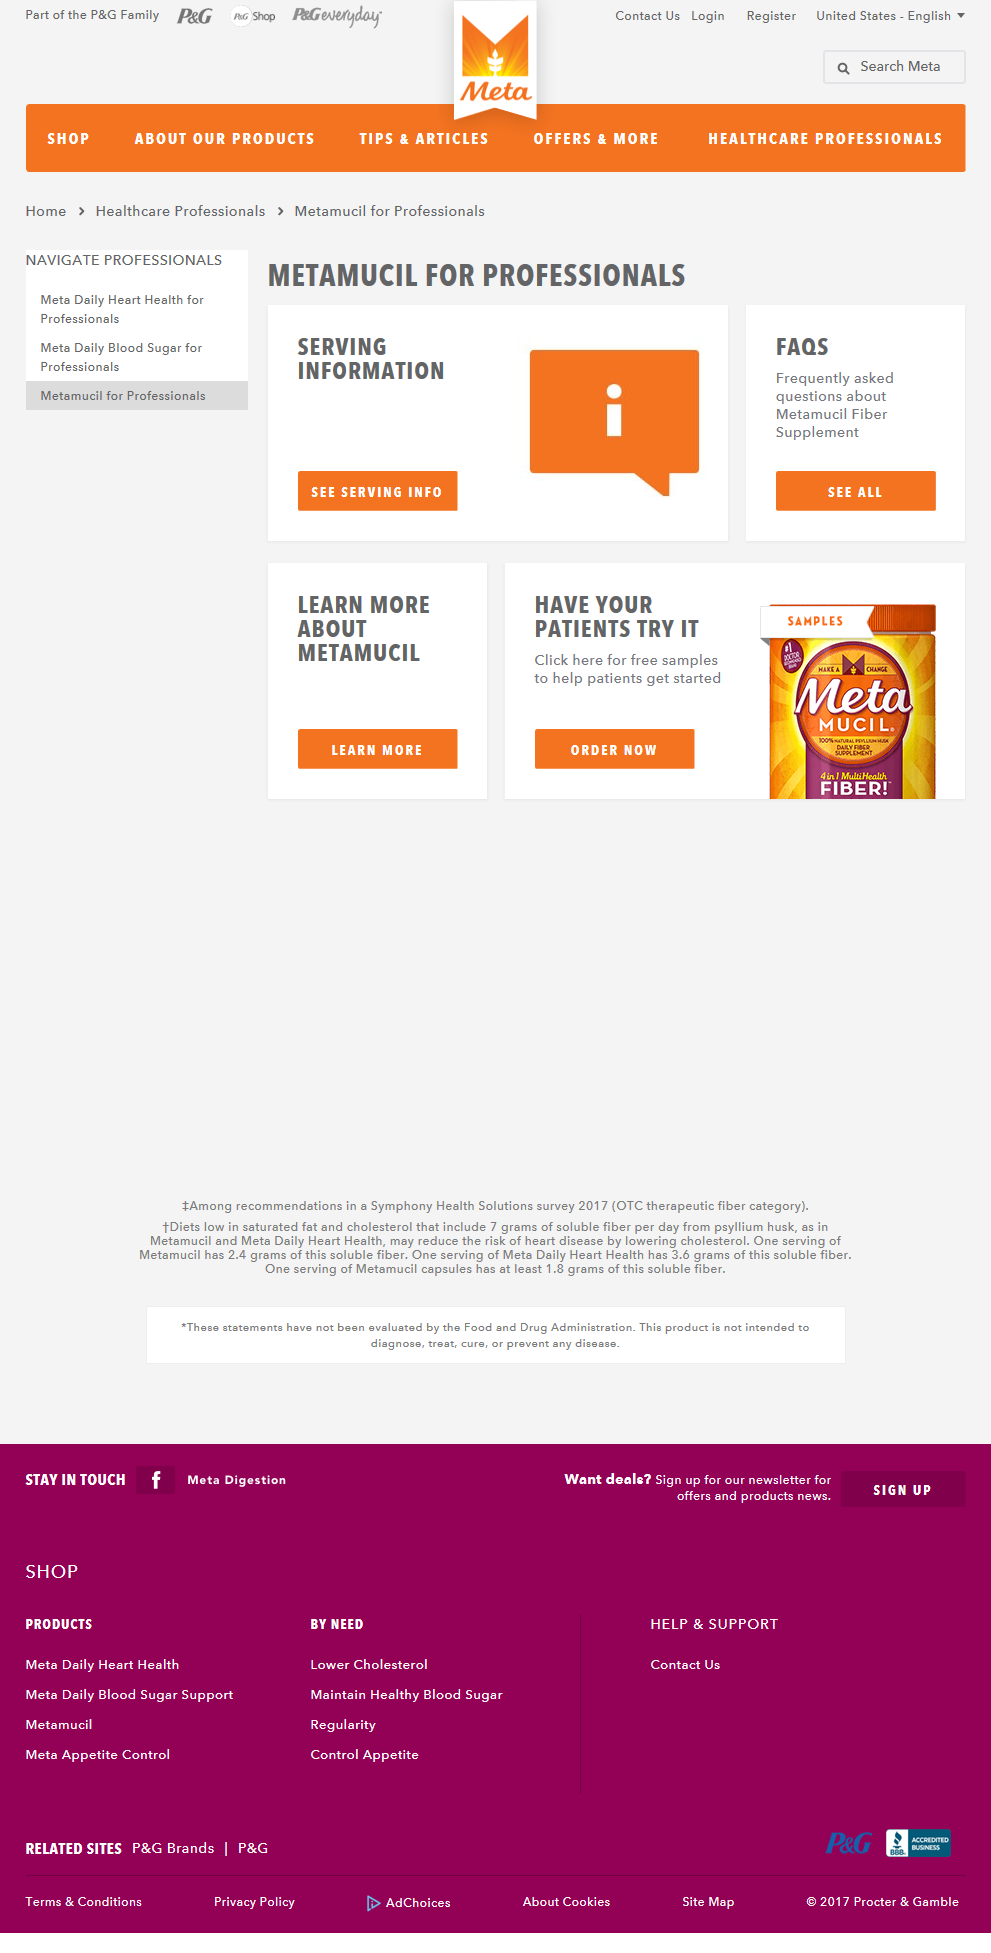 Part of the P&G Family
P&G
P&G Shop
P&G everyday
Contact Us
Login
Register
United States - English
Meta
Search Meta
SHOP
ABOUT OUR PRODUCTS
TIPS & ARTICLES
OFFERS & MORE
HEALTHCARE PROFESSIONALS
Home > Healthcare Professionals > Metamucil for Professionals
NAVIGATE PROFESSIONALS
Meta Daily Heart Health for
Professionals
Meta Daily Blood Sugar for
Professionals
Metamucil for Professionals
METAMUCIL FOR PROFESSIONALS
SERVING
INFORMATION
i
SEE SERVING INFO
FAQS
Frequently asked
questions about
Metamucil Fiber
Supplement
SEE ALL
LEARN MORE
ABOUT
METAMUCIL
LEARN MORE
HAVE YOUR
PATIENTS TRY IT
Click here for free samples
to help patients get started
ORDER NOW
SAMPLES
#1
DOCTOR
RECOMMENDED
BRAND
MAKE A CHANGE
Meta
MUCIL®
100% NATURAL PSYLLIUM HUSK
DAILY FIBER
SUPPLEMENT
4 in 1 MultiHealth
FIBER!
‡Among recommendations in a Symphony Health Solutions survey 2017 (OTC therapeutic fiber category).
†Diets low in saturated fat and cholesterol that include 7 grams of soluble fiber per day from psyllium husk, as in
Metamucil and Meta Daily Heart Health, may reduce the risk of heart disease by lowering cholesterol. One serving of
Metamucil has 2.4 grams of this soluble fiber. One serving of Meta Daily Heart Health has 3.6 grams of this soluble fiber.
One serving of Metamucil capsules has at least 1.8 grams of this soluble fiber.
*These statements have not been evaluated by the Food and Drug Administration. This product is not intended to
diagnose, treat, cure, or prevent any disease.
STAY IN TOUCH
f
Meta Digestion
Want deals? Sign up for our newsletter for
offers and products news.
SIGN UP
SHOP
PRODUCTS
Meta Daily Heart Health
Meta Daily Blood Sugar Support
Metamucil
Meta Appetite Control
BY NEED
Lower Cholesterol
Maintain Healthy Blood Sugar
Regularity
Control Appetite
HELP & SUPPORT
Contact Us
RELATED SITES P&G Brands | P&G
P&G
BBB
ACCREDITED
BUSINESS
Terms & Conditions
Privacy Policy
AdChoices
About Cookies
Site Map
© 2017 Procter & Gamble